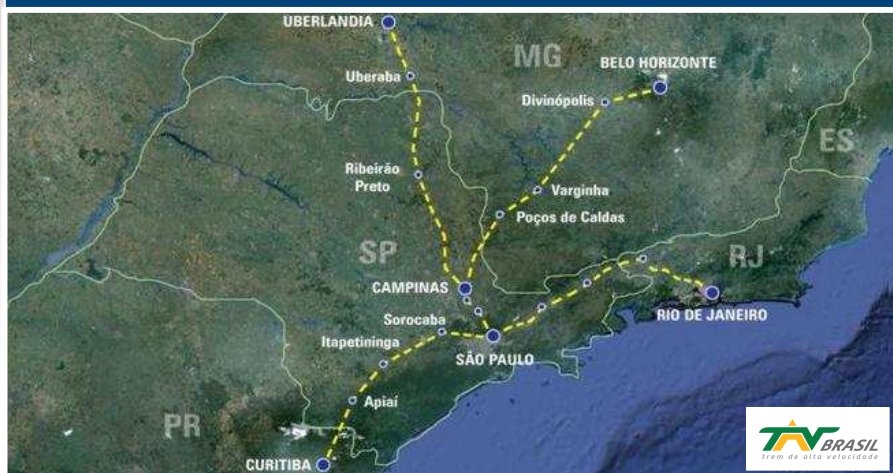 UBERLANDIA
MG
BELO HORIZONTE
Uberaba
Divinópolis
ES
Ribeirão
Preto
Varginha
Poços de Caldas
SP
RJ
CAMPINAS
RIO DE JANEIRO
Sorocaba
Itapetininga
SÃO PAULO
Apiaí
PR
CURITIBA
TAV BRASIL
trem de alta velocidade